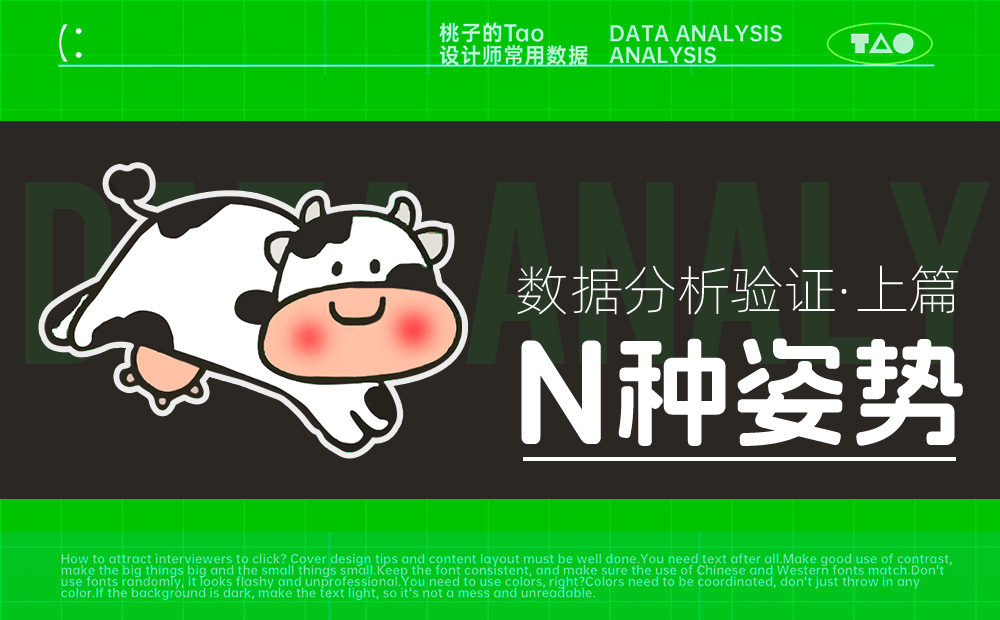 (:
桃子的Tao
设计师常用数据
DATA ANALYSIS
ANALYSIS
TAO
DATA ANALY
数据分析验证·上篇
N种姿势
How to attract interviewers to click? Cover design tips and content layout must be well done.You need text after all.Make good use of contrast,
make the big things big and the small things small.Keep the font consistent, and make sure the use of Chinese and Western fonts match.Don't
use fonts randomly, it looks flashy and unprofessional.You need to use colors, right?Colors need to be coordinated, don't just throw in any
color.If the background is dark, make the text light, so it's not a mess and unreadable.